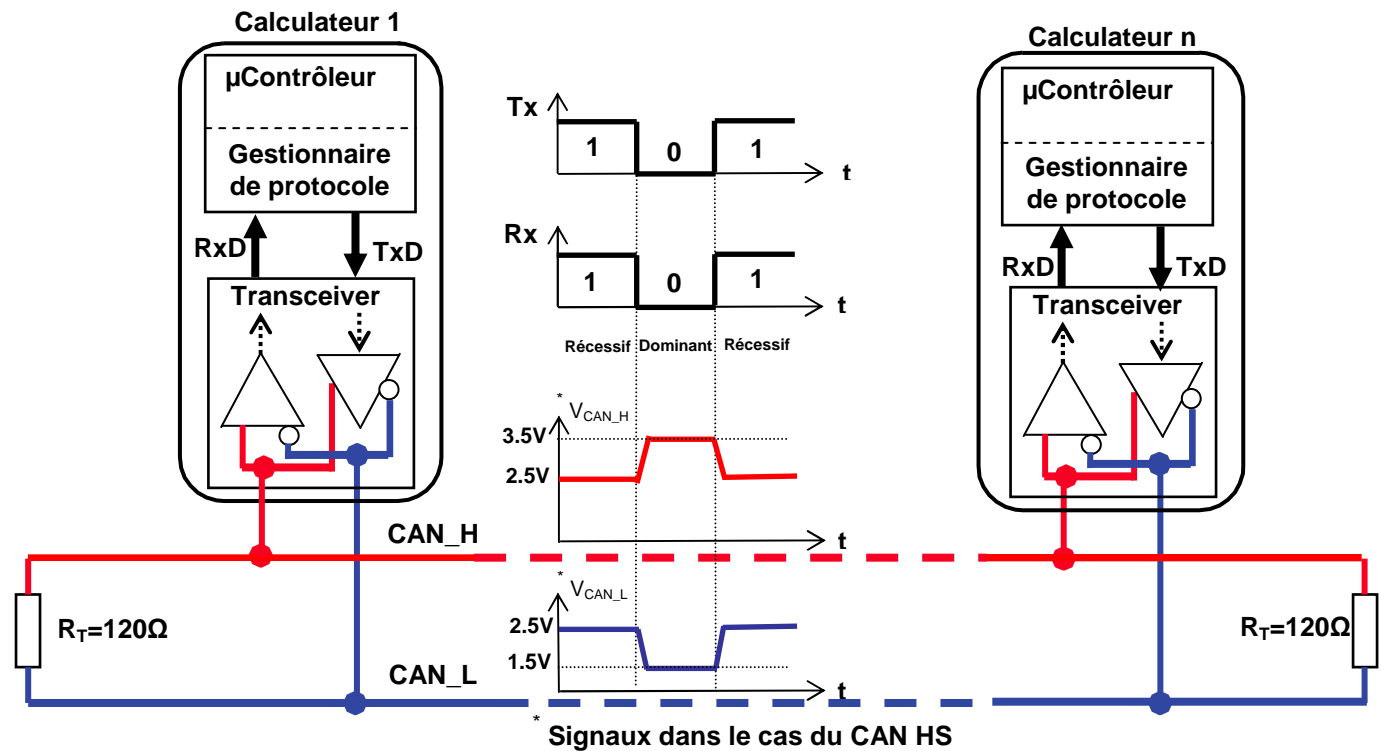 Calculateur 1
µContrôleur
Gestionnaire
de protocole
RxD
TxD
Transceiver
Tx
1
0
1
t
Rx
1
0
1
t
Récessif
Dominant
Récessif
* VCAN_H
3.5V
2.5V
t
* VCAN_L
2.5V
1.5V
t
Calculateur n
µContrôleur
Gestionnaire
de protocole
RxD
TxD
Transceiver
CAN_H
RT=120Ω
RT=120Ω
CAN_L
* Signaux dans le cas du CAN HS